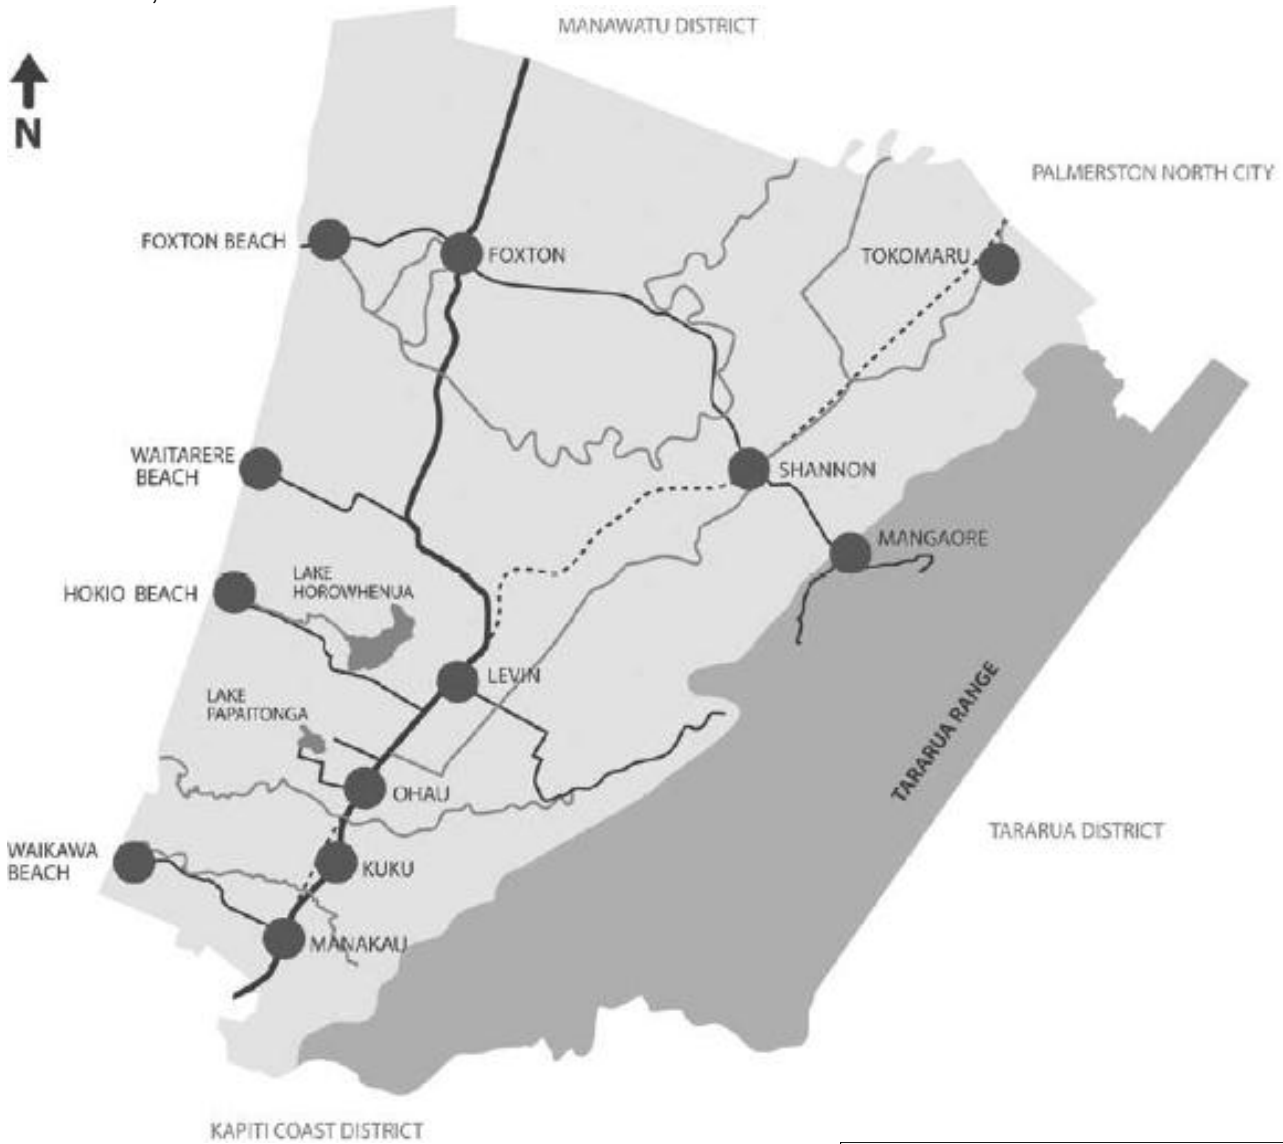 MANAWATU DISTRICT
N
PALMERSTON NORTH CITY
FOXTON BEACH
FOXTON
TOKOMARU
WAITARERE
BEACH
SHANNON
MANGAORE
HOKIO BEACH
LAKE
HOROWHENUA
LEVIN
LAKE
PAPAITONGA
TARARUA RANGE
OHAU
TARARUA DISTRICT
WAIKAWA
BEACH
KUKU
MANAKAU
KAPITI COAST DISTRICT